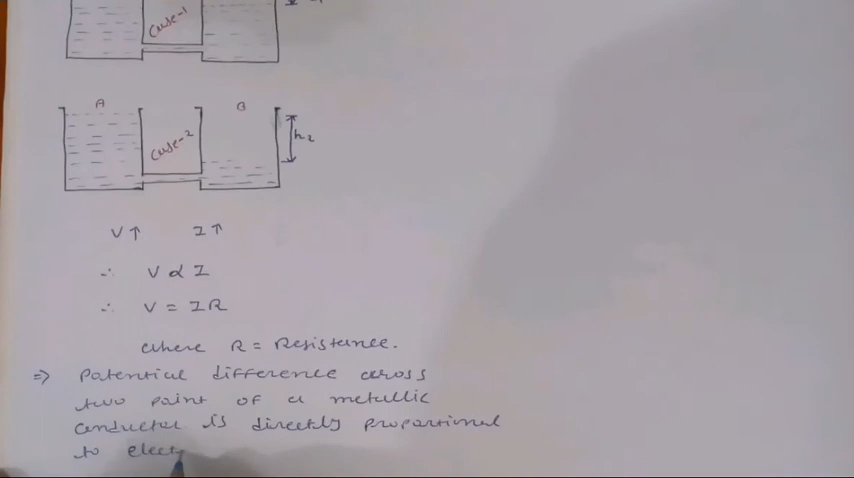 Case-1
A B
Case-2 h2
V↑ I↑
∴ V α I
∴ V = IR
where R = Resistance.
⇒ Potential difference across
two point of a metallic
conductor is directly proportional
to elect